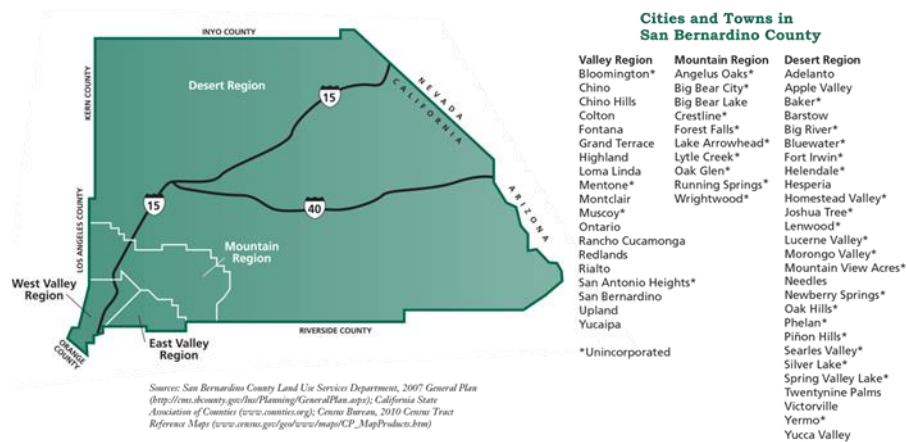 INYO COUNTY
KERN COUNTY
Desert Region
NEVADA
CALIFORNIA
15
15
40
ARIZONA
LOS ANGELES COUNTY
Mountain
Region
West Valley
Region
East Valley
Region
ORANGE
COUNTY
RIVERSIDE COUNTY
Sources: San Bernardino County Land Use Services Department, 2007 General Plan
(http://cms.sbcounty.gov/lus/Planning/GeneralPlan.aspx); California State
Association of Counties (www.counties.org); Census Bureau, 2010 Census Tract
Reference Maps (www.census.gov/geo/www/maps/CP_MapProducts.htm)
Cities and Towns in
San Bernardino County
Valley Region
Bloomington*
Chino
Chino Hills
Colton
Fontana
Grand Terrace
Highland
Loma Linda
Mentone*
Montclair
Muscoy*
Ontario
Rancho Cucamonga
Redlands
Rialto
San Antonio Heights*
San Bernardino
Upland
Yucaipa
*Unincorporated
Mountain Region
Angelus Oaks*
Big Bear City*
Big Bear Lake
Crestline*
Forest Falls*
Lake Arrowhead*
Lytle Creek*
Oak Glen*
Running Springs*
Wrightwood*
Desert Region
Adelanto
Apple Valley
Baker*
Barstow
Big River*
Bluewater*
Fort Irwin*
Helendale*
Hesperia
Homestead Valley*
Joshua Tree*
Lenwood*
Lucerne Valley*
Morongo Valley*
Mountain View Acres*
Needles
Newberry Springs*
Oak Hills*
Phelan*
Piñon Hills*
Searles Valley*
Silver Lake*
Spring Valley Lake*
Twentynine Palms
Victorville
Yermo*
Yucca Valley